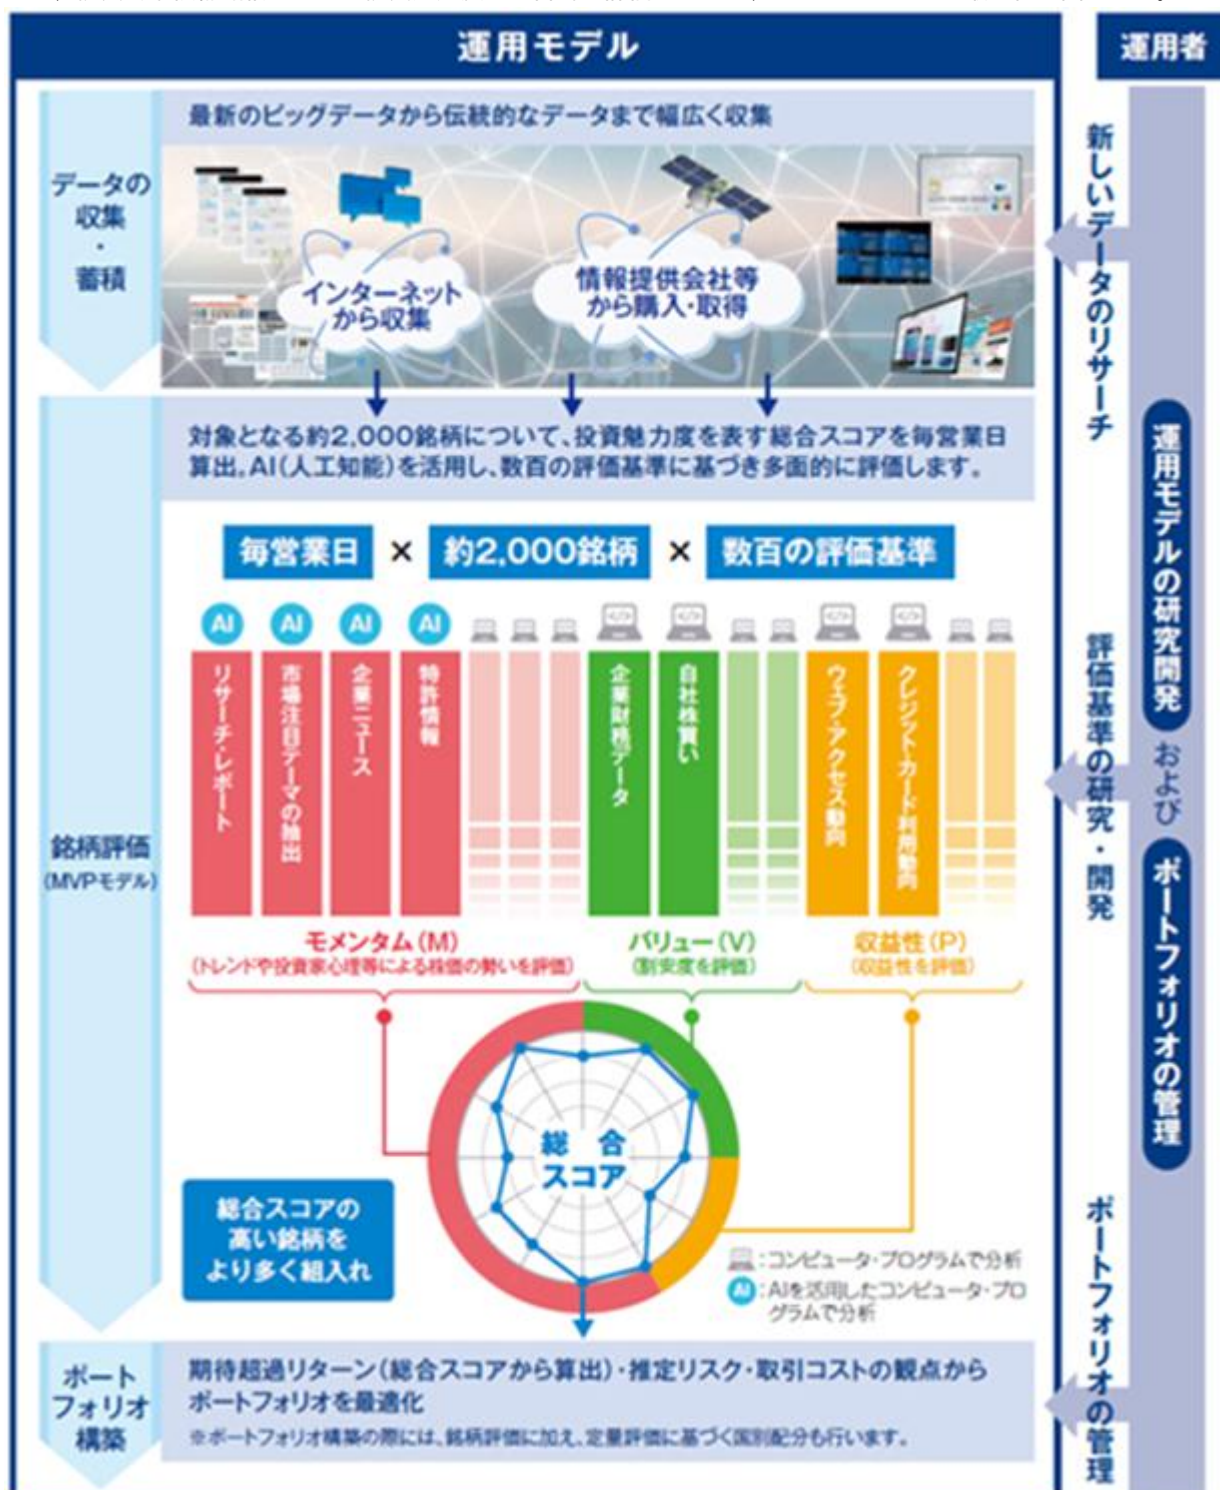 運用モデル
運用者
最新のビッグデータから伝統的なデータまで幅広く収集
データの
収集
・
蓄積
インターネット
から収集
情報提供会社等
から購入・取得
新しいデータのリサーチ
対象となる約2,000銘柄について、投資魅力度を表す総合スコアを毎営業日
算出。AI(人工知能)を活用し、数百の評価基準に基づき多面的に評価します。
毎営業日 × 約2,000銘柄 × 数百の評価基準
AI
AI
AI
AI
リサーチ・レポート
市場注目テーマの抽出
企業ニュース
特許情報
企業財務データ
自社株買い
ウェブ・アクセス動向
クレジット・カード利用動向
銘柄評価
(MVPモデル)
モメンタム(M)
(トレンドや投資家心理等による株価の勢いを評価)
バリュー(V)
(割安度を評価)
収益性(P)
(収益性を評価)
評価基準の研究・開発
運用モデルの研究開発
および
ポートフォリオの管理
総合
スコア
総合スコアの
高い銘柄を
より多く組入れ
:コンピュータ・プログラムで分析
AI:AIを活用したコンピュータ・プロ
グラムで分析
ポート
フォリオ
構築
期待超過リターン(総合スコアから算出)・推定リスク・取引コストの観点から
ポートフォリオを最適化
※ポートフォリオ構築の際には、銘柄評価に加え、定量評価に基づく国別配分も行います。
ポートフォリオの管理